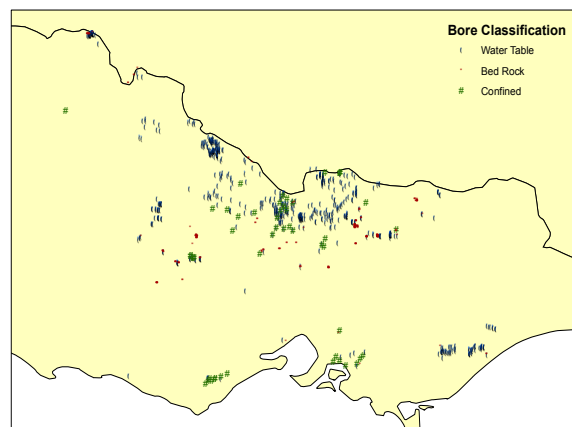 Bore Classification
( Water Table
- Bed Rock
# Confined